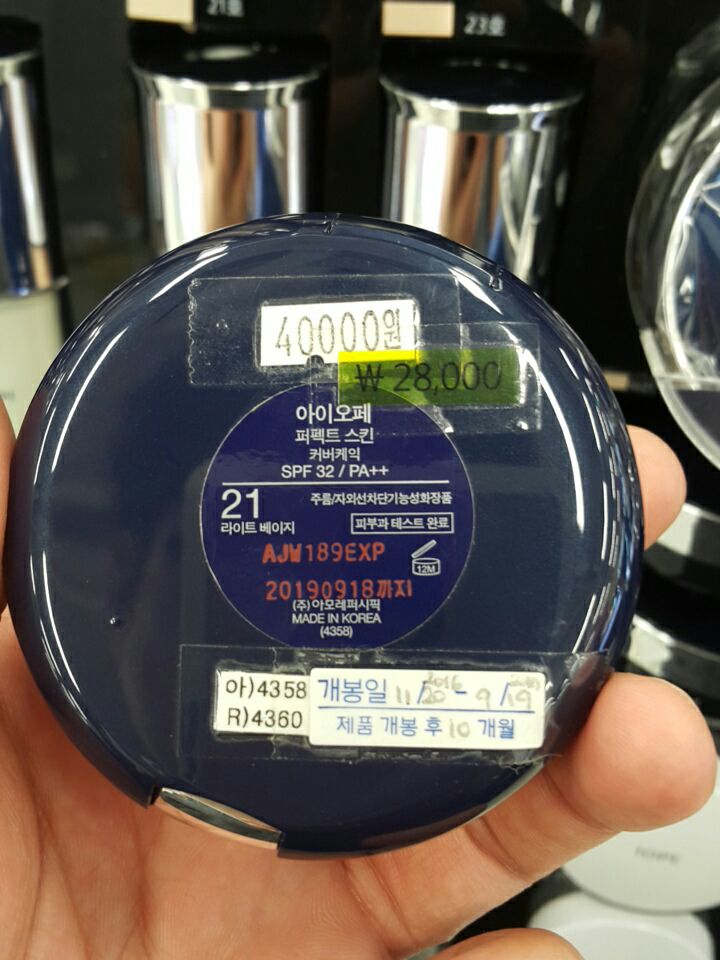 21호
23호
40000원
₩ 28,000
아이오페
퍼펙트 스킨
커버케익
SPF 32 / PA++
21
라이트 베이지
주름/자외선차단기능성화장품
피부과 테스트 완료
AJW189EXP
12M
20190918까지
(주)아모레퍼시픽
MADE IN KOREA
(4358)
아)4358
R)4360
개봉일 11/20 - 9/19
제품 개봉 후 10 개월
IOPE